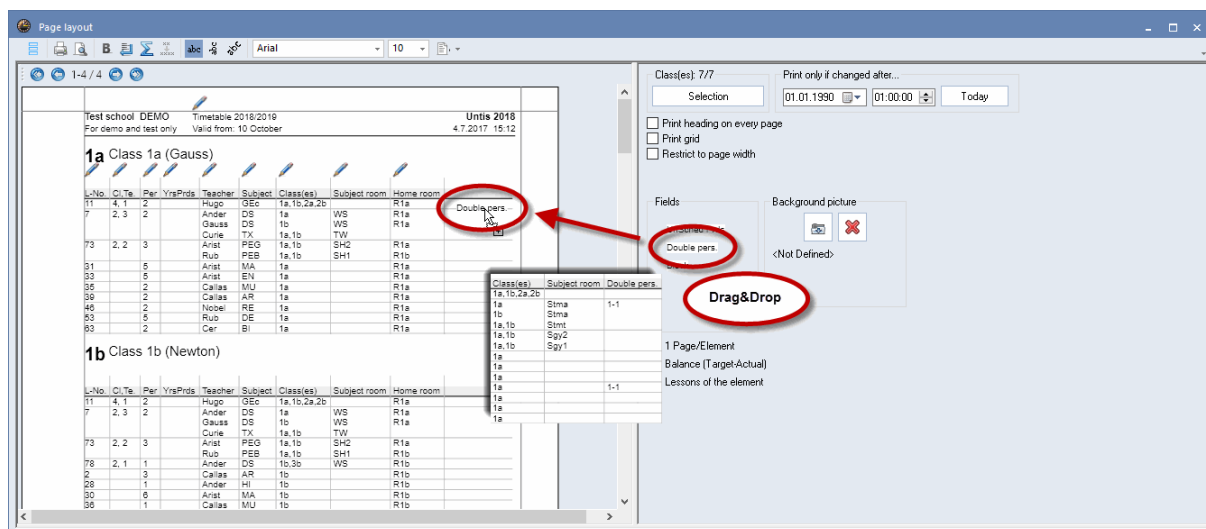 Page layout
B abc abc abc Arial 10
1-4 / 4
Test school DEMO Timetable 2018/2019 Untis 2018
For demo and test only Valid from: 10 October 4.7.2017 15:12
1a Class 1a (Gauss)
L-No. Cl,Te. Per YrsPrds Teacher Subject Class(es) Subject room Home room
11 4, 1 2 Hugo GEc 1a,1b,2a,2b R1a
7 2, 3 2 Ander DS 1a WS R1a
Gauss DS 1b WS R1a
Curie TX 1a,1b TW
73 2, 2 3 Arist PEG 1a,1b SH2 R1a
Rub PEB 1a,1b SH1 R1b
31 5 Arist MA 1a R1a
33 5 Arist EN 1a R1a
35 2 Callas MU 1a R1a
39 2 Callas AR 1a R1a
46 2 Nobel RE 1a R1a
53 5 Rub DE 1a R1a
63 2 Cer BI 1a R1a
Double pers.
1b Class 1b (Newton)
L-No. Cl,Te. Per YrsPrds Teacher Subject Class(es) Subject room Home room
11 4, 1 2 Hugo GEc 1a,1b,2a,2b R1a
7 2, 3 2 Ander DS 1a WS R1a
Gauss DS 1b WS R1a
Curie TX 1a,1b TW
73 2, 2 3 Arist PEG 1a,1b SH2 R1a
Rub PEB 1a,1b SH1 R1b
78 2, 1 1 Ander DS 1b,3b WS R1b
2 3 Callas AR 1b R1b
28 1 Ander HI 1b R1b
30 6 Arist MA 1b R1b
36 1 Callas MU 1b R1b
Class(es) Subject room Double pers.
1a,1b,2a,2b
1a Stma 1-1
1b Stma
1a,1b Stmt
1a,1b Sgy2
1a,1b Sgy1
1a
1a
1a
1a 1-1
1a
1a
1a
Class(es): 7/7
Selection
Print only if changed after...
01.01.1990 01:00:00 Today
Print heading on every page
Print grid
Restrict to page width
Fields
Double pers.
Background picture
<Not Defined>
Drag&Drop
1 Page/Element
Balance (Target-Actual)
Lessons of the element